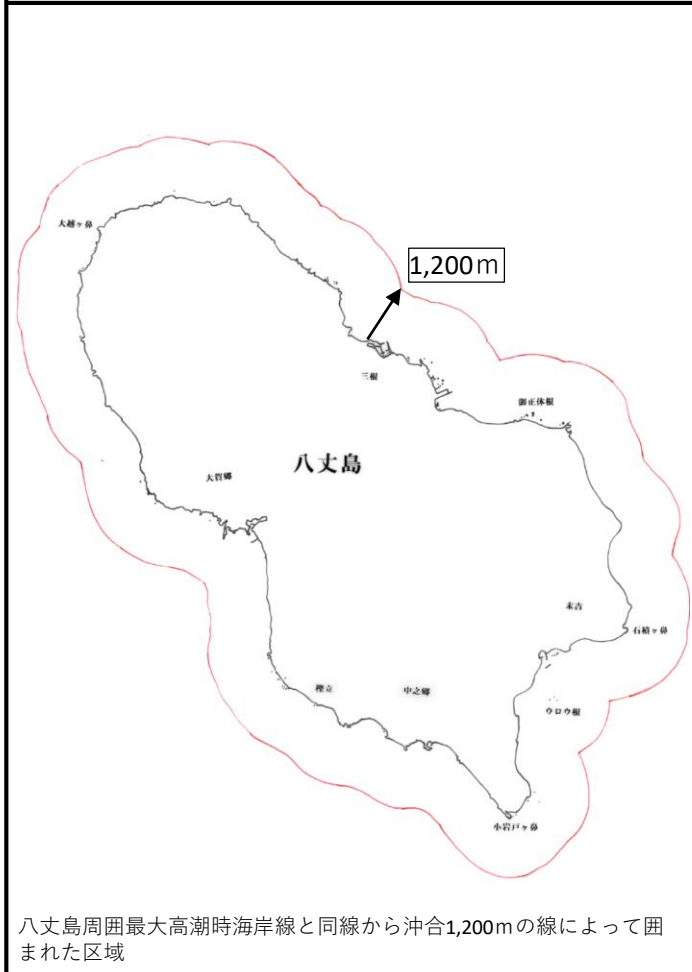 大越ヶ鼻
1,200ｍ
三根
御正体根
八丈島
大賀郷
末吉
石積ヶ鼻
樫立
中之郷
ウロウ根
小岩戸ヶ鼻
八丈島周囲最大高潮時海岸線と同線から沖合1,200ｍの線によって囲
まれた区域